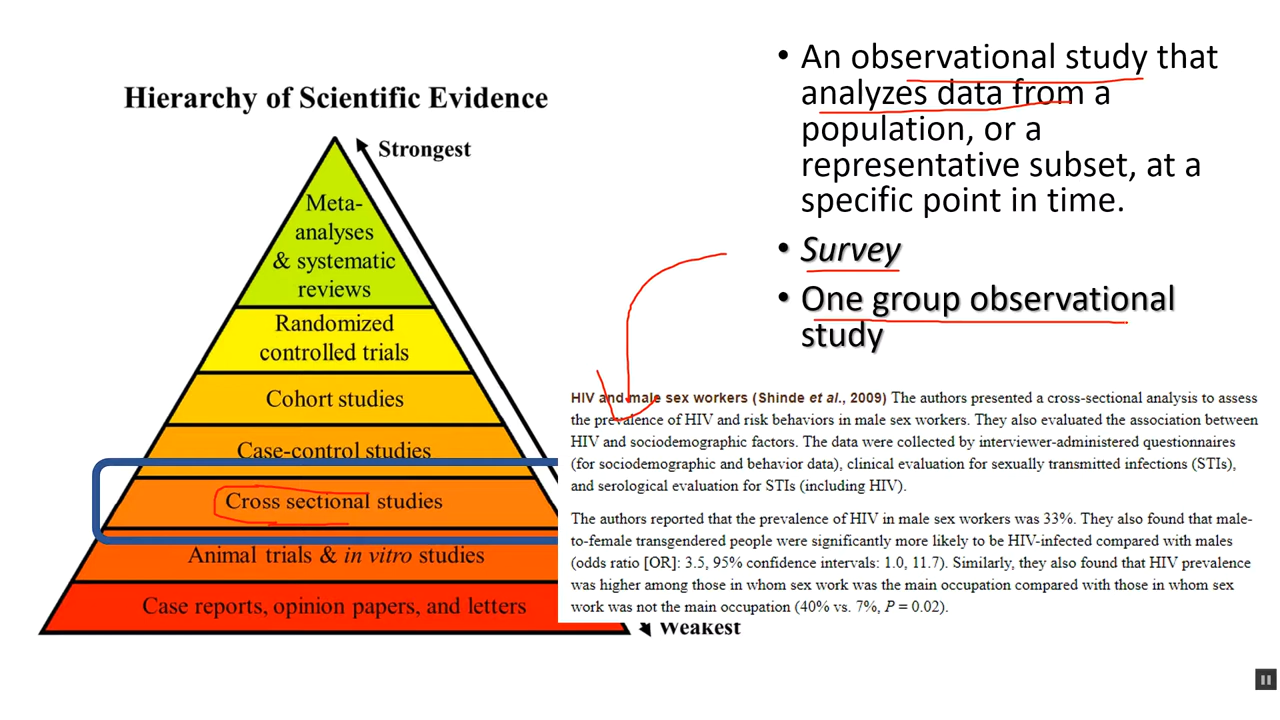 Hierarchy of Scientific Evidence
Strongest
Meta-
analyses
& systematic
reviews
Randomized
controlled trials
Cohort studies
Case-control studies
Cross sectional studies
Animal trials & in vitro studies
Case reports, opinion papers, and letters
Weakest
• An observational study that
analyzes data from a
population, or a
representative subset, at a
specific point in time.
• Survey
• One group observational
study
HIV and male sex workers (Shinde et al., 2009) The authors presented a cross-sectional analysis to assess
the prevalence of HIV and risk behaviors in male sex workers. They also evaluated the association between
HIV and sociodemographic factors. The data were collected by interviewer-administered questionnaires
(for sociodemographic and behavior data), clinical evaluation for sexually transmitted infections (STIs),
and serological evaluation for STIs (including HIV).
The authors reported that the prevalence of HIV in male sex workers was 33%. They also found that male-
to-female transgendered people were significantly more likely to be HIV-infected compared with males
(odds ratio [OR]: 3.5, 95% confidence intervals: 1.0, 11.7). Similarly, they also found that HIV prevalence
was higher among those in whom sex work was the main occupation compared with those in whom sex
work was not the main occupation (40% vs. 7%, P = 0.02).